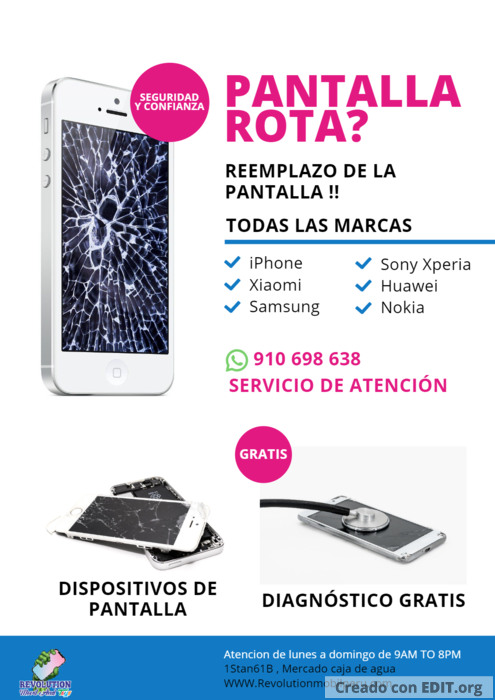 SEGURIDAD
Y CONFIANZA
PANTALLA
ROTA?
REEMPLAZO DE LA
PANTALLA !!
TODAS LAS MARCAS
iPhone
Xiaomi
Samsung
Sony Xperia
Huawei
Nokia
910 698 638
SERVICIO DE ATENCIÓN
GRATIS
DISPOSITIVOS DE
PANTALLA
DIAGNÓSTICO GRATIS
REVOLUTION
Atencion de lunes a domingo de 9AM TO 8PM
1Stan61B , Mercado caja de agua
Creado con EDIT.org